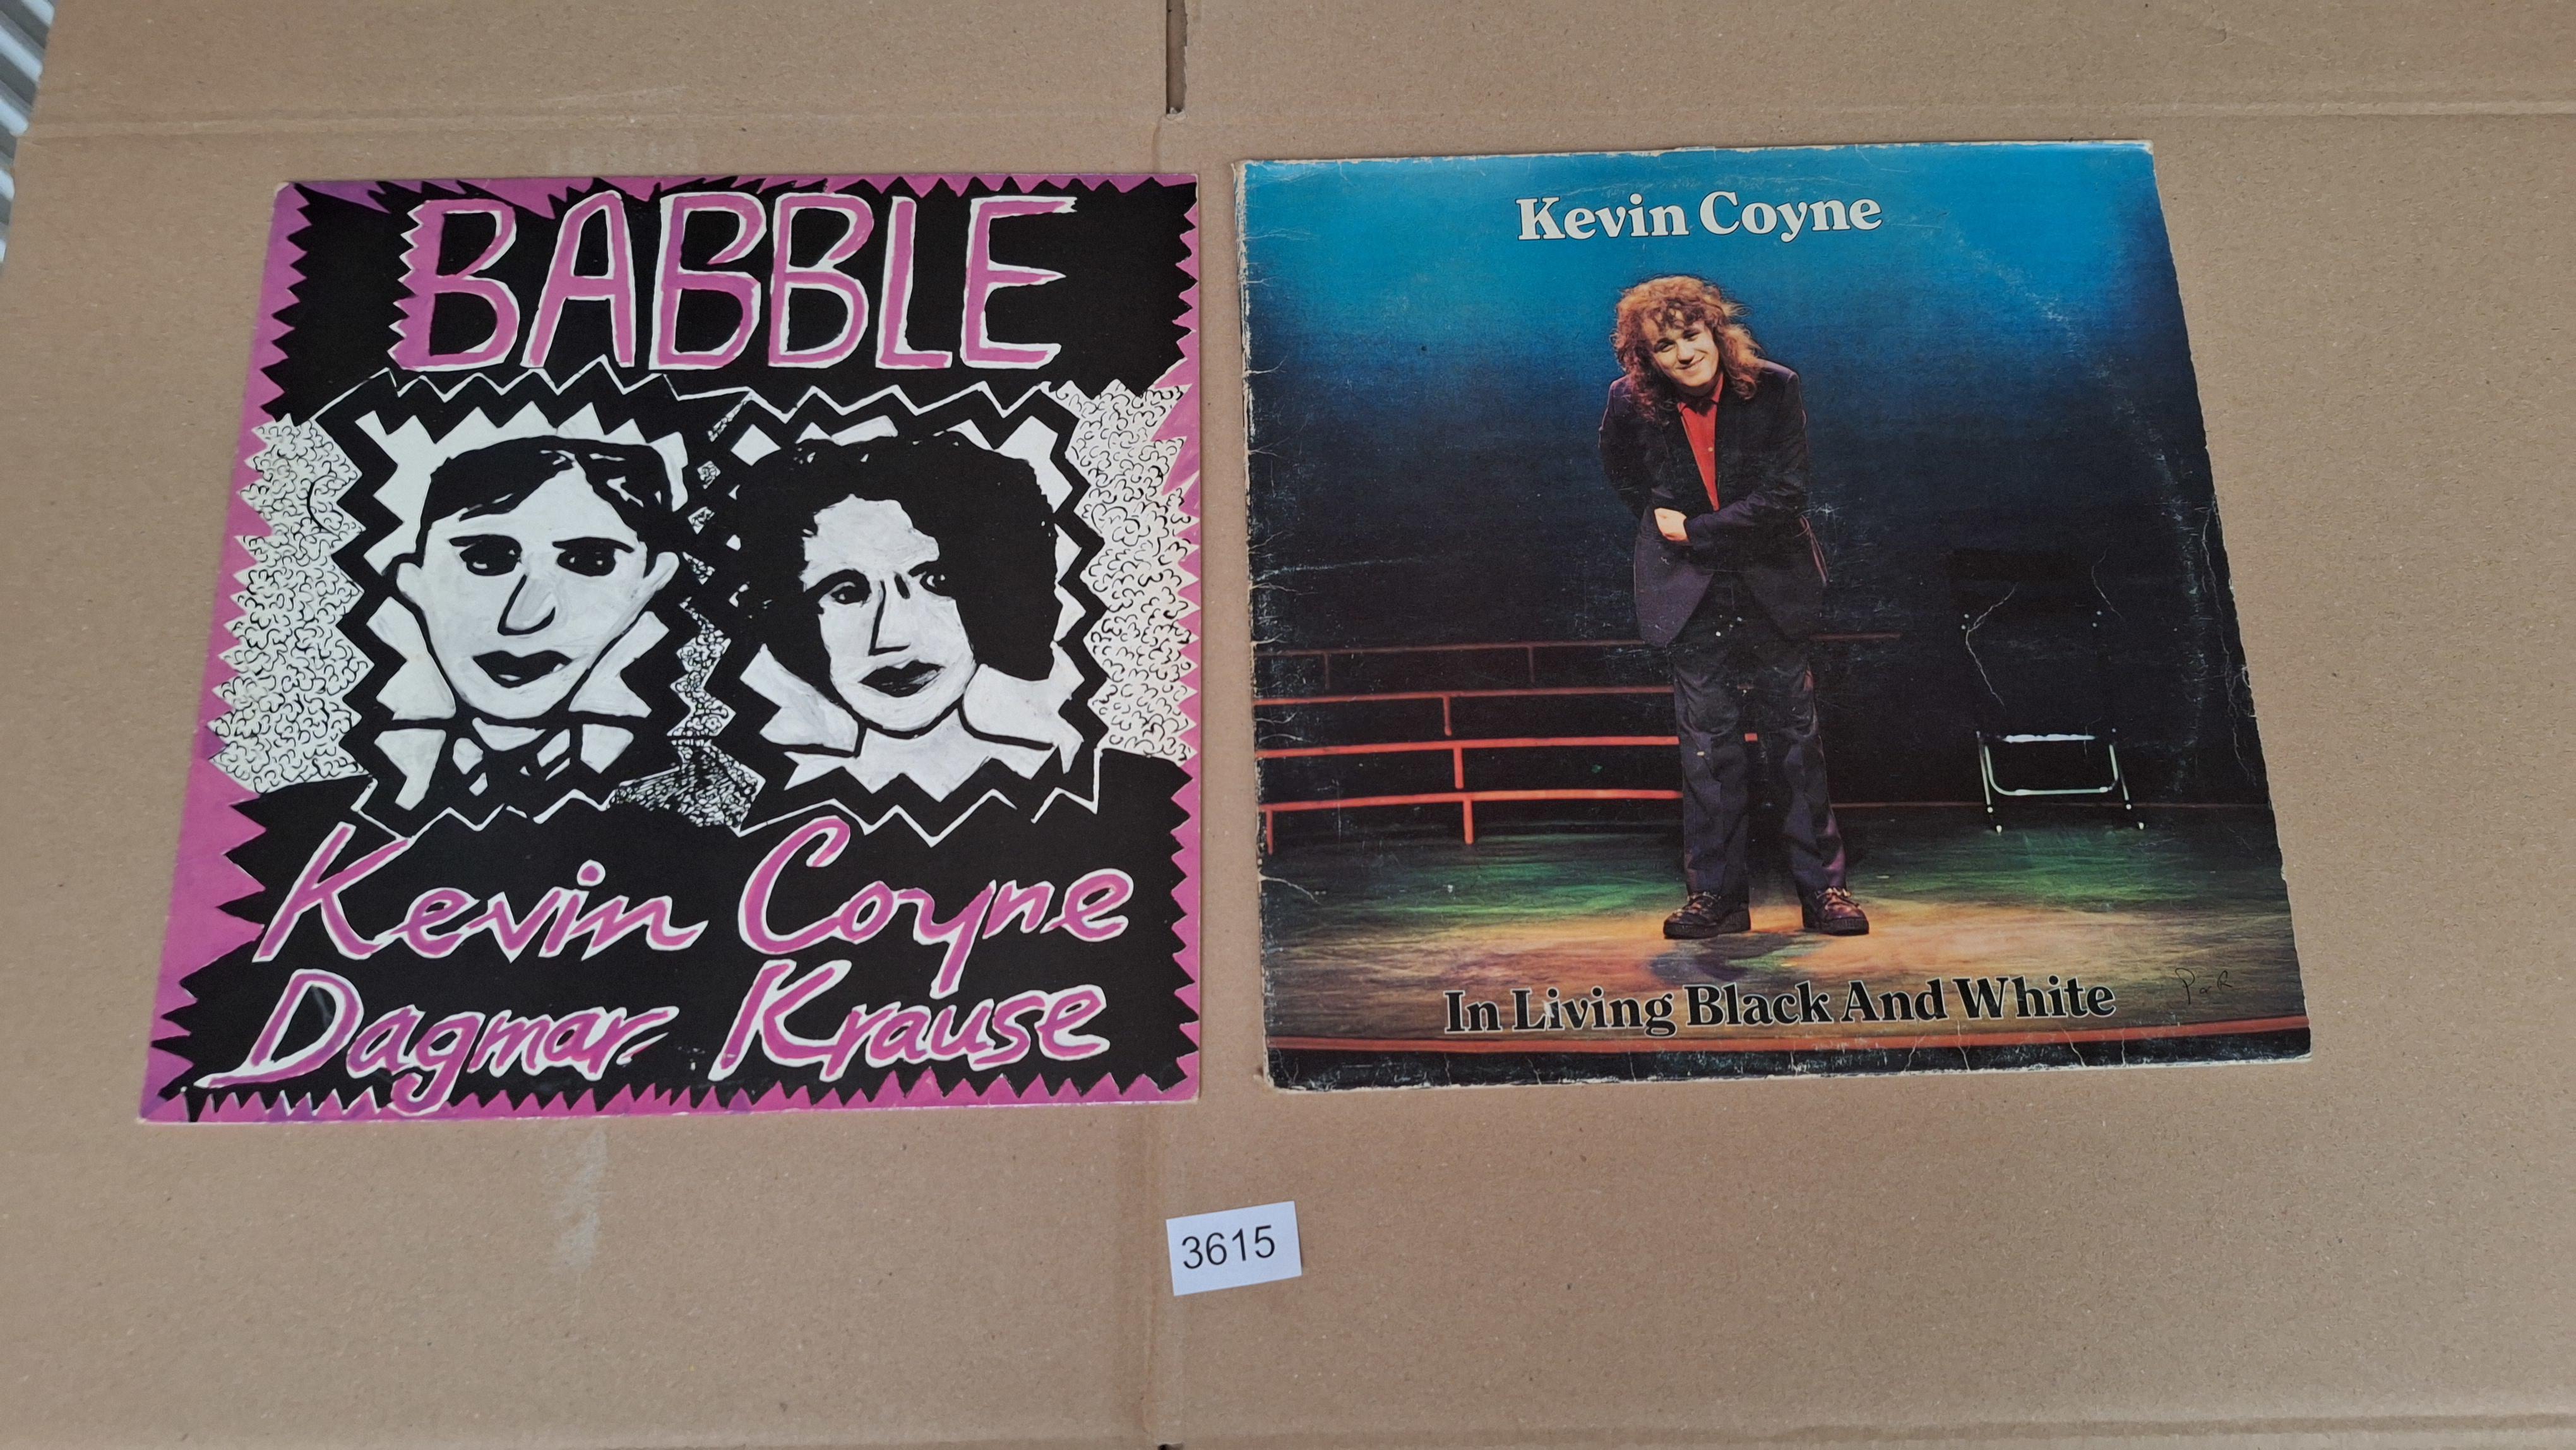 BABBLE
Kevin Coyne
Dagmar Krause
Kevin Coyne
In Living Black And White
3615